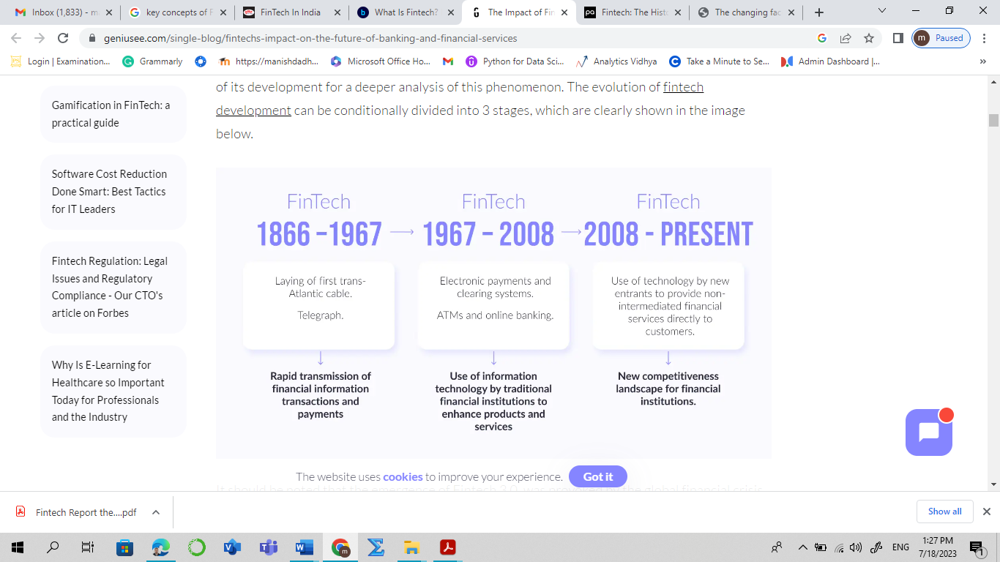 Inbox (1,833) - m
key concepts of F
FinTech In India
What Is Fintech?
The Impact of Fin
Fintech: The Hist
The changing fac
geniusee.com/single-blog/fintechs-impact-on-the-future-of-banking-and-financial-services
m Paused
Login | Examination...
Grammarly
https://manishdadh...
Microsoft Office Ho...
Python for Data Sci...
Analytics Vidhya
Take a Minute to Se...
Admin Dashboard |...
»
Gamification in FinTech: a
practical guide
Software Cost Reduction
Done Smart: Best Tactics
for IT Leaders
Fintech Regulation: Legal
Issues and Regulatory
Compliance - Our CTO's
article on Forbes
Why Is E-Learning for
Healthcare so Important
Today for Professionals
and the Industry
of its development for a deeper analysis of this phenomenon. The evolution of fintech
development can be conditionally divided into 3 stages, which are clearly shown in the image
below.
FinTech
1866 –1967
Laying of first trans-
Atlantic cable.
Telegraph.
Rapid transmission of
financial information
transactions and
payments
FinTech
1967 – 2008
Electronic payments and
clearing systems.
ATMs and online banking.
Use of information
technology by traditional
financial institutions to
enhance products and
services
FinTech
2008 - PRESENT
Use of technology by new
entrants to provide non-
intermediated financial
services directly to
customers.
New competitiveness
landscape for financial
institutions.
The website uses cookies to improve your experience.
Got it
It should be noted that the emergence of Fintech 3.0. was provoked by the global financial crisis
Fintech Report the....pdf
Show all
ENG
1:27 PM
7/18/2023
1